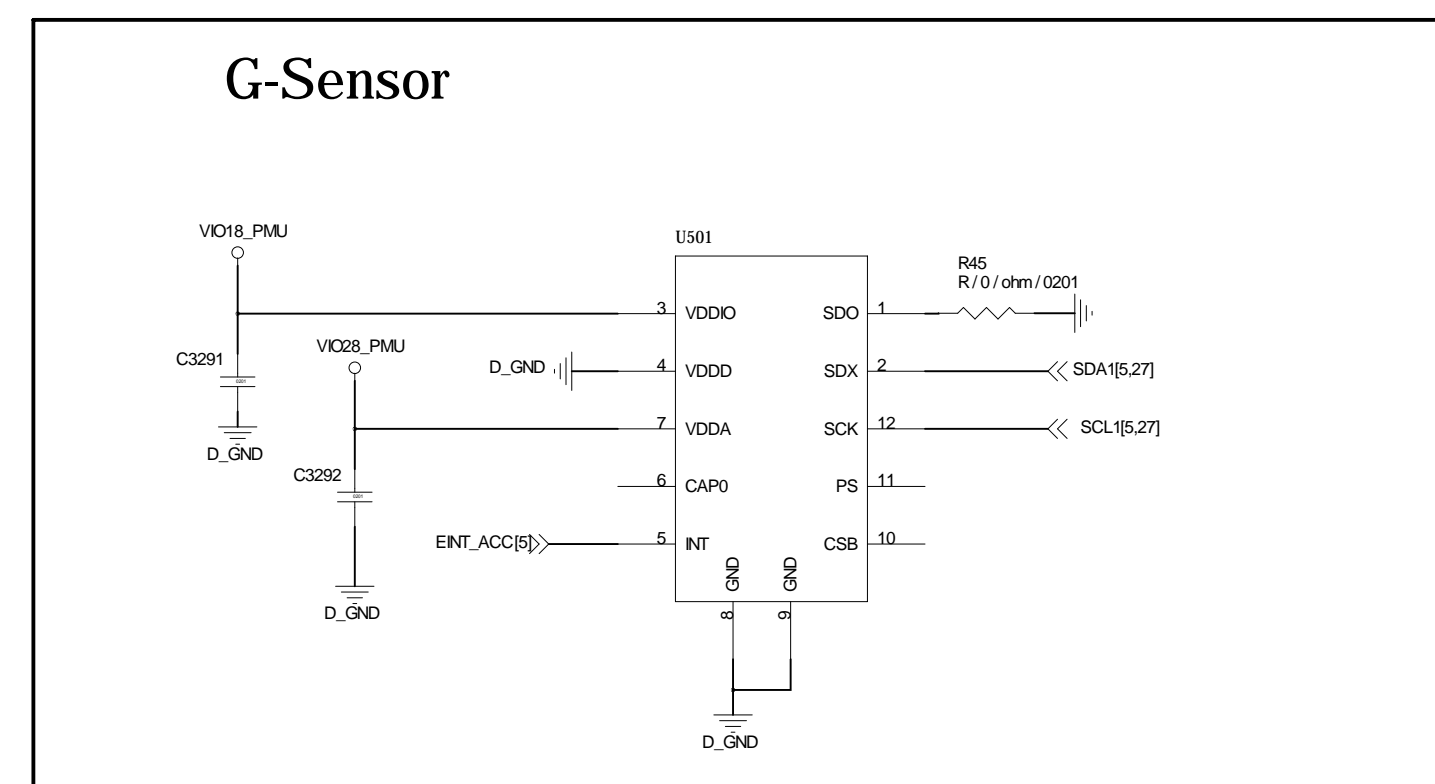 G-Sensor
VIO18_PMU
U501
R45
R/0/ohm/0201
3 VDDIO
SDO 1
VIO28_PMU
C3291
0201
D_GND
4 VDDD
SDX 2
SDA1[5,27]
7 VDDA
SCK 12
SCL1[5,27]
D_GND
C3292
0201
6 CAP0
PS 11
EINT_ACC[5]
5 INT
CSB 10
GND
GND
8
9
D_GND
D_GND